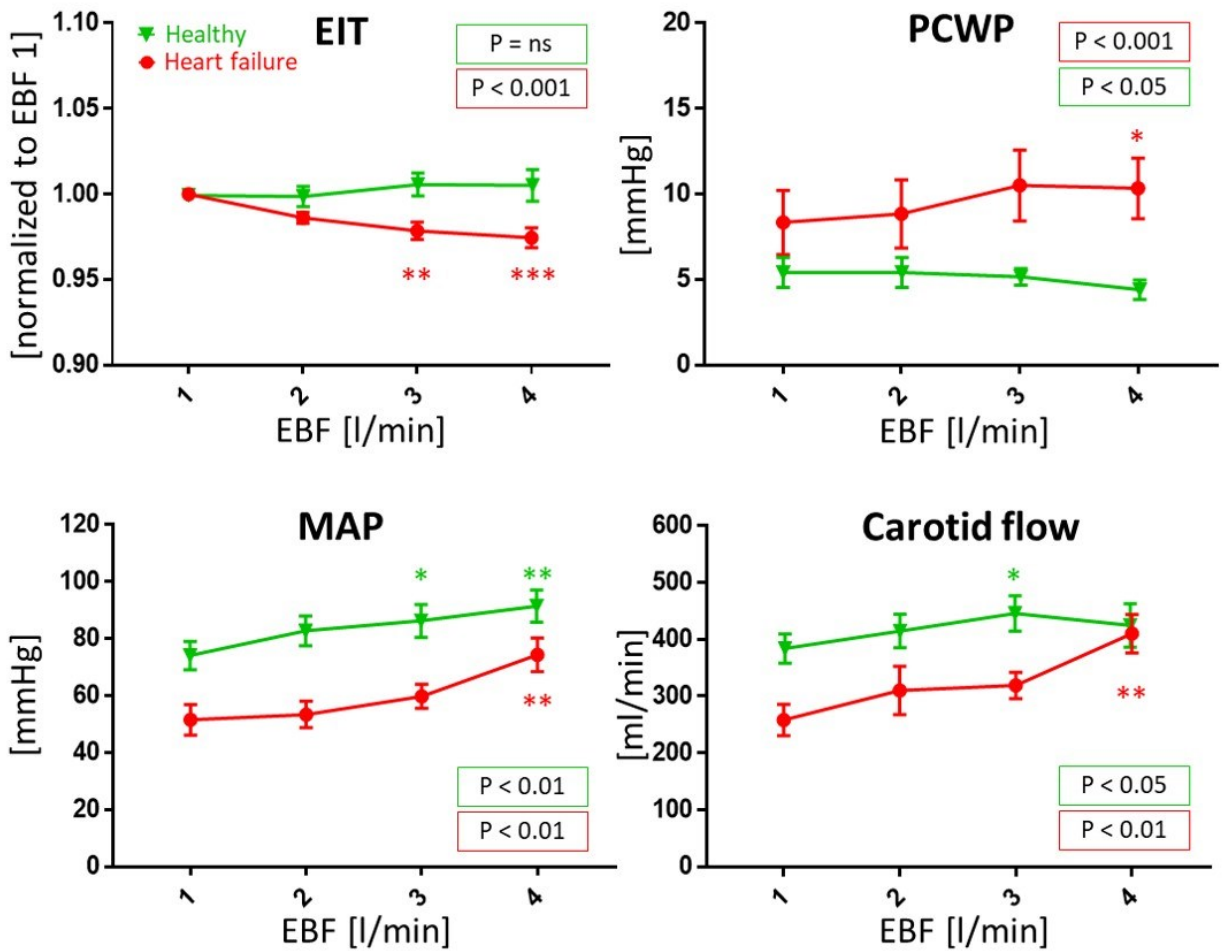 EIT
Healthy
Heart failure
P = ns
P < 0.001
[normalized to EBF 1]
1.10
1.05
1.00
0.95
0.90
**
***
1
2
3
4
EBF [l/min]
PCWP
P < 0.001
P < 0.05
[mmHg]
20
15
10
5
0
*
1
2
3
4
EBF [l/min]
MAP
[mmHg]
120
100
80
60
40
20
0
*
**
**
P < 0.01
P < 0.01
1
2
3
4
EBF [l/min]
Carotid flow
[ml/min]
600
500
400
300
200
100
0
*
**
P < 0.05
P < 0.01
1
2
3
4
EBF [l/min]